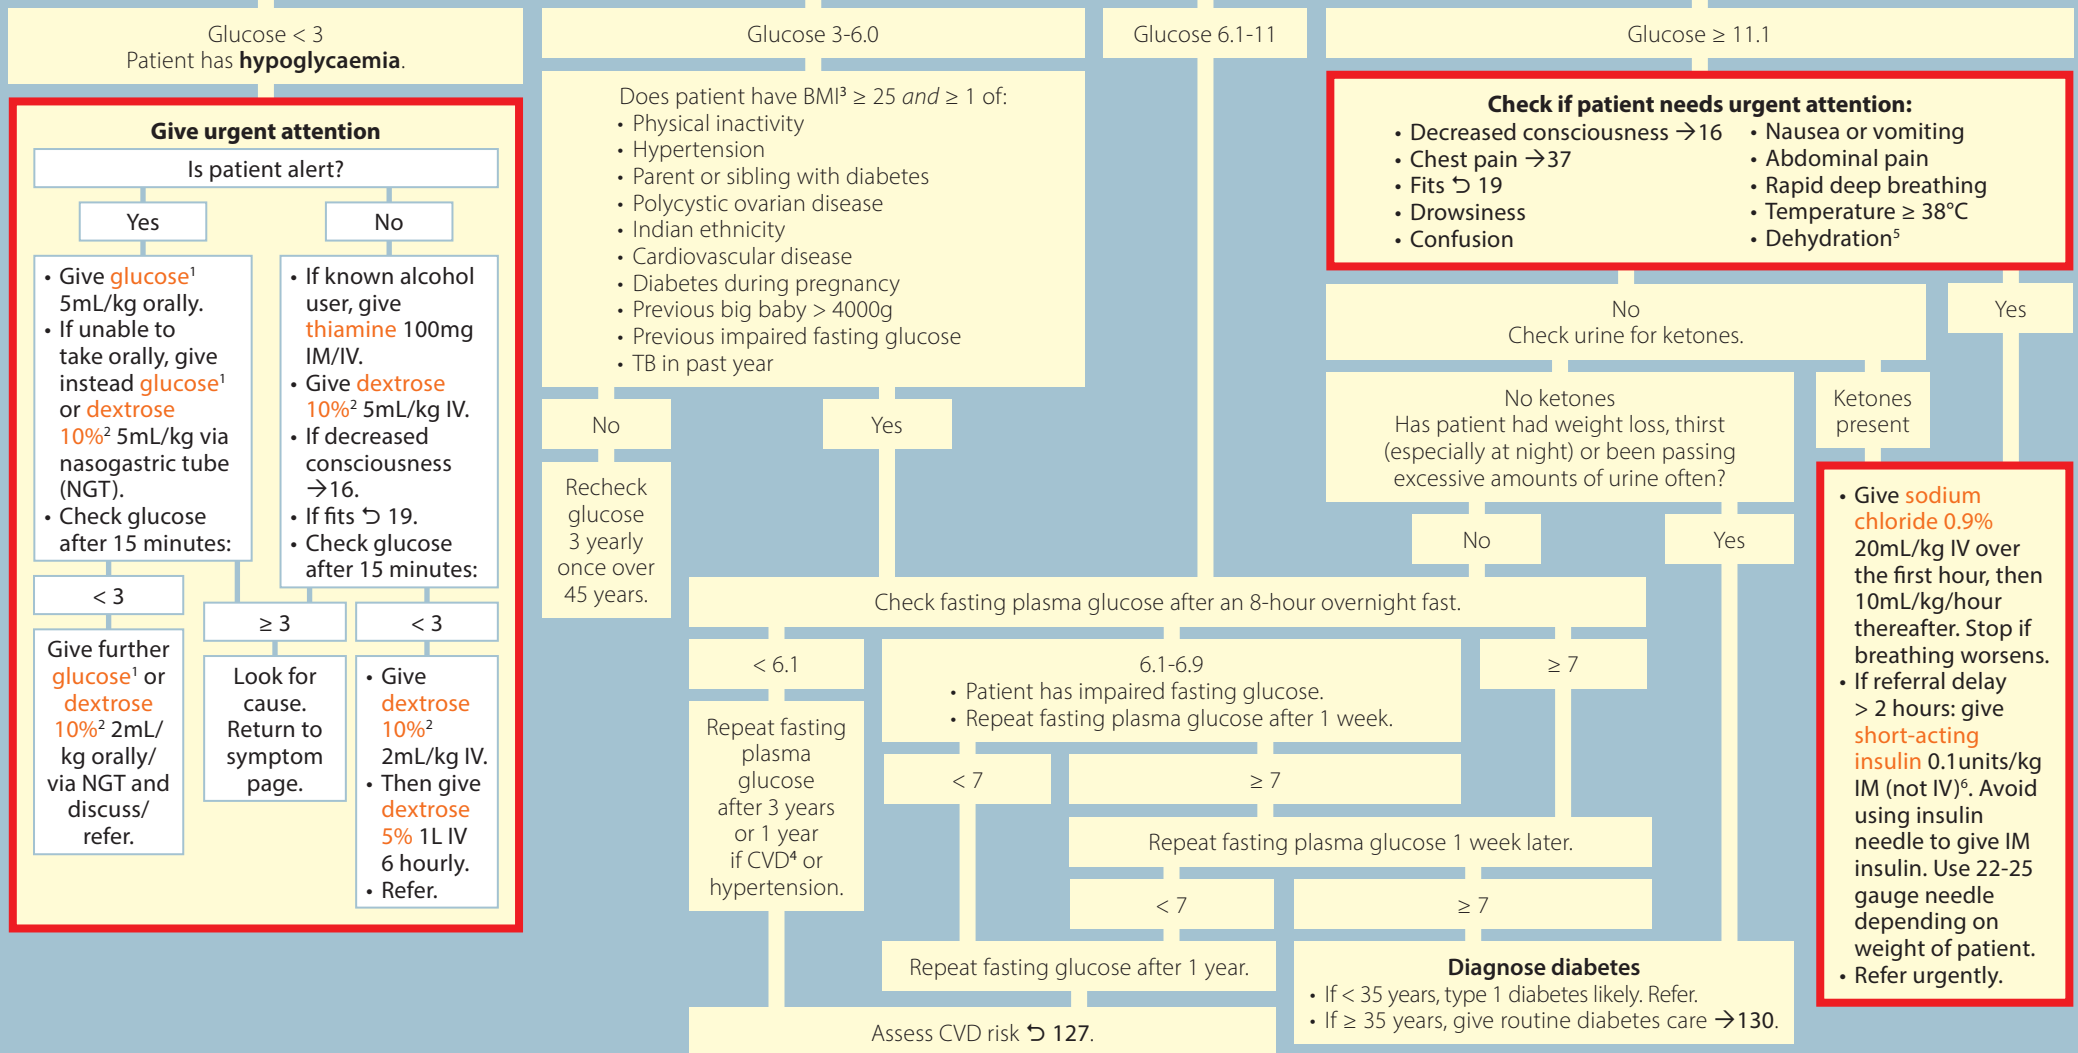 Glucose < 3
Patient has hypoglycaemia.
Give urgent attention
Is patient alert?
Yes
No
• Give glucose¹
5mL/kg orally.
• If unable to
take orally, give
instead glucose¹
or dextrose
10%² 5mL/kg via
nasogastric tube
(NGT).
• Check glucose
after 15 minutes:
• If known alcohol
user, give
thiamine 100mg
IM/IV.
• Give dextrose
10%² 5mL/kg IV.
• If decreased
consciousness
→16.
• If fits ⮌ 19.
• Check glucose
after 15 minutes:
< 3
≥ 3
< 3
Give further
glucose¹ or
dextrose
10%² 2mL/
kg orally/
via NGT and
discuss/
refer.
Look for
cause.
Return to
symptom
page.
• Give
dextrose
10%²
2mL/kg IV.
• Then give
dextrose
5% 1L IV
6 hourly.
• Refer.
Glucose 3-6.0
Does patient have BMI³ ≥ 25 and ≥ 1 of:
• Physical inactivity
• Hypertension
• Parent or sibling with diabetes
• Polycystic ovarian disease
• Indian ethnicity
• Cardiovascular disease
• Diabetes during pregnancy
• Previous big baby > 4000g
• Previous impaired fasting glucose
• TB in past year
No
Yes
Recheck
glucose
3 yearly
once over
45 years.
Glucose 6.1-11
Glucose ≥ 11.1
Check if patient needs urgent attention:
• Decreased consciousness →16
• Chest pain →37
• Fits ⮌ 19
• Drowsiness
• Confusion
• Nausea or vomiting
• Abdominal pain
• Rapid deep breathing
• Temperature ≥ 38°C
• Dehydration⁵
No
Check urine for ketones.
Yes
No ketones
Has patient had weight loss, thirst
(especially at night) or been passing
excessive amounts of urine often?
Ketones
present
No
Yes
• Give sodium
chloride 0.9%
20mL/kg IV over
the first hour, then
10mL/kg/hour
thereafter. Stop if
breathing worsens.
• If referral delay
> 2 hours: give
short-acting
insulin 0.1units/kg
IM (not IV)⁶. Avoid
using insulin
needle to give IM
insulin. Use 22-25
gauge needle
depending on
weight of patient.
• Refer urgently.
Check fasting plasma glucose after an 8-hour overnight fast.
< 6.1
6.1-6.9
• Patient has impaired fasting glucose.
• Repeat fasting plasma glucose after 1 week.
≥ 7
Repeat fasting
plasma
glucose
after 3 years
or 1 year
if CVD⁴ or
hypertension.
< 7
≥ 7
Repeat fasting plasma glucose 1 week later.
< 7
≥ 7
Repeat fasting glucose after 1 year.
Diagnose diabetes
• If < 35 years, type 1 diabetes likely. Refer.
• If ≥ 35 years, give routine diabetes care →130.
Assess CVD risk ⮌ 127.